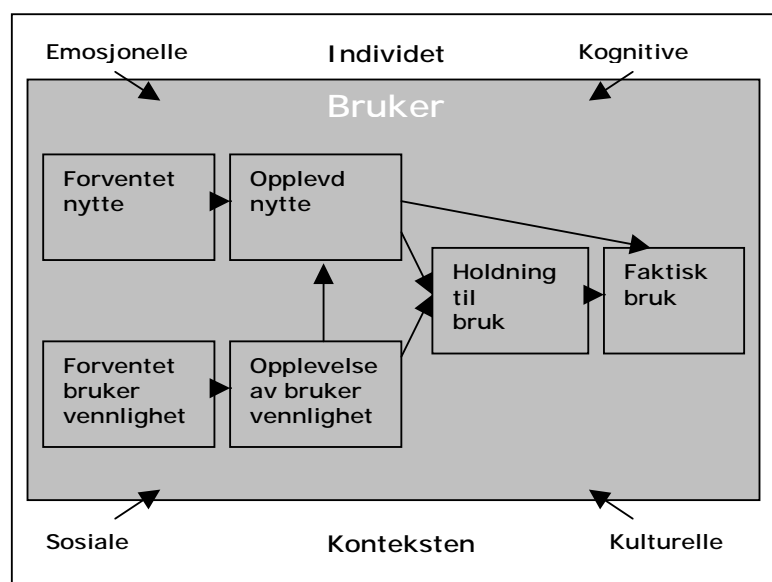 Emosjonelle
Individet
Kognitive
Bruker
Forventet
nytte
Opplevd
nytte
Holdning
til
bruk
Faktisk
bruk
Forventet
bruker
vennlighet
Opplevelse
av bruker
vennlighet
Sosiale
Konteksten
Kulturelle